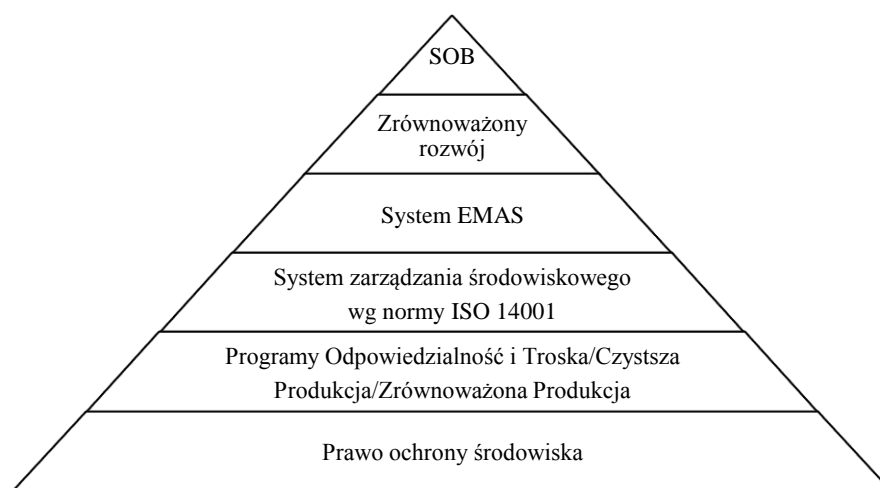 SOB
Zrównoważony
rozwój
System EMAS
System zarządzania środowiskowego
wg normy ISO 14001
Programy Odpowiedzialność i Troska/Czystsza
Produkcja/Zrównoważona Produkcja
Prawo ochrony środowiska